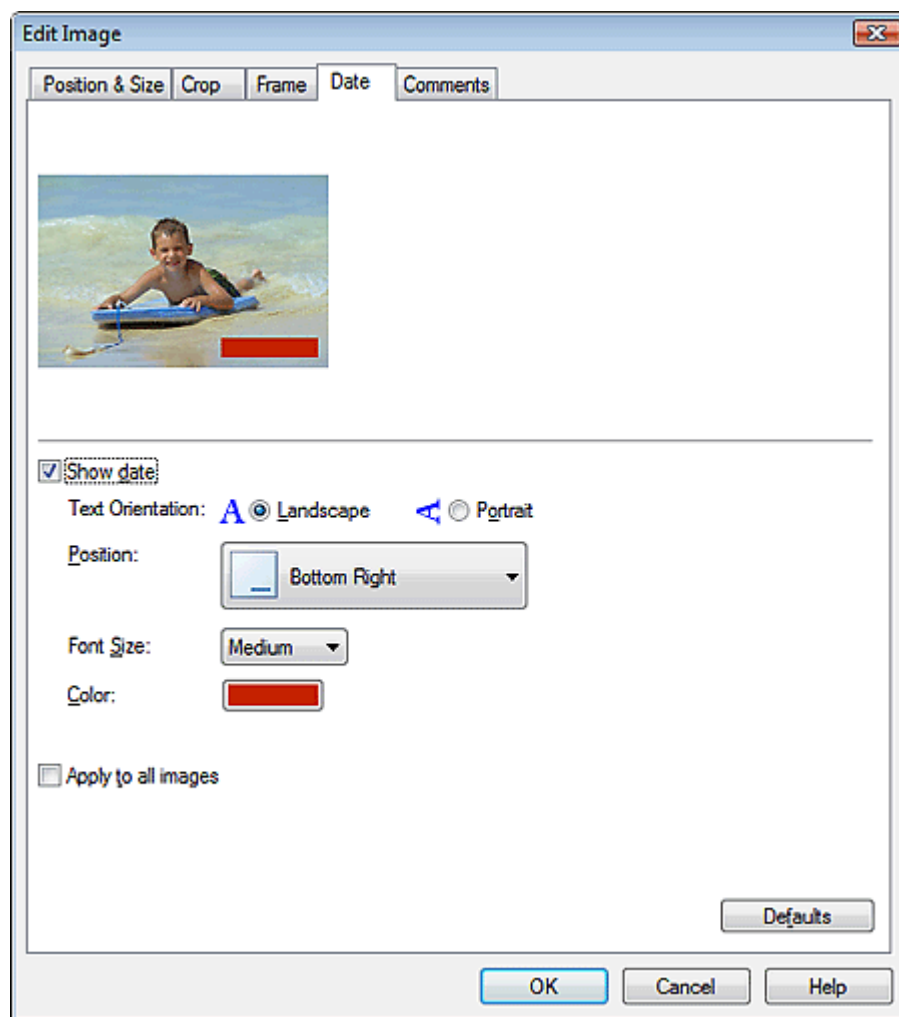 Edit Image
Position & Size Crop Frame Date Comments
Show date
Text Orientation: A Landscape A Portrait
Position: Bottom Right
Font Size: Medium
Color:
Apply to all images
Defaults
OK Cancel Help